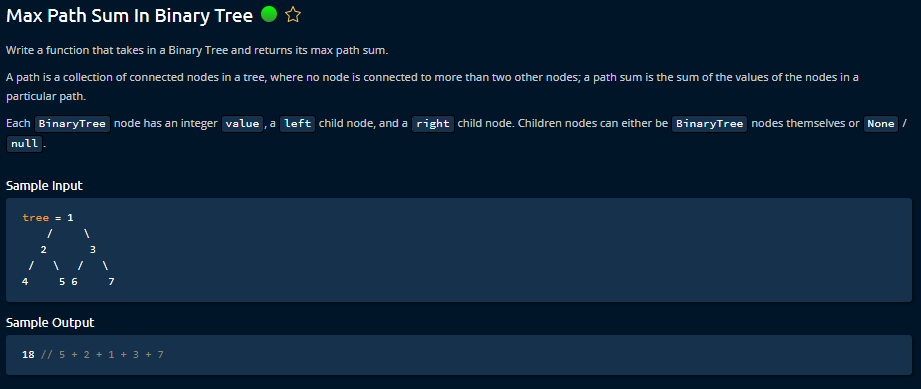 Max Path Sum In Binary Tree
Write a function that takes in a Binary Tree and returns its max path sum.
A path is a collection of connected nodes in a tree, where no node is connected to more than two other nodes; a path sum is the sum of the values of the nodes in a
particular path.
Each BinaryTree node has an integer value , a left child node, and a right child node. Children nodes can either be BinaryTree nodes themselves or None /
null .
Sample Input
tree = 1
/ \
2 3
/ \ / \
4 5 6 7
Sample Output
18 // 5 + 2 + 1 + 3 + 7